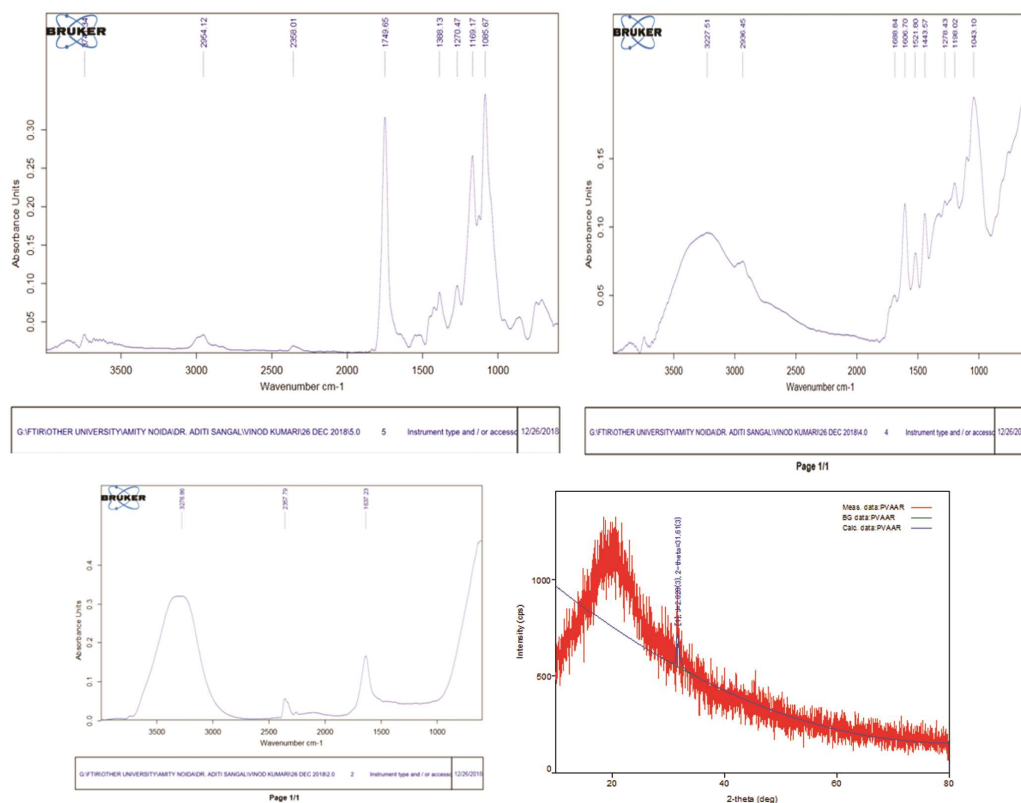 BRUKER
2954.12
2358.01
1749.65
1388.13
1270.47
1169.17
1085.67
Absorbance Units
0.30
0.25
0.20
0.15
0.10
0.05
3500 3000 2500 2000 1500 1000
Wavenumber cm-1
G:\FTIR\OTHER UNIVERSITY\AMITY NOIDA\DR. ADITI SANGAL\VINOD KUMARI\26 DEC 2018\5.0 5 Instrument type and / or accesso 12/26/2018
BRUKER
3227.51
2936.45
1688.84
1606.70
1521.60
1443.57
1278.43
1198.02
1043.10
Absorbance Units
0.15
0.10
0.05
3500 3000 2500 2000 1500 1000
Wavenumber cm-1
G:\FTIR\OTHER UNIVERSITY\AMITY NOIDA\DR. ADITI SANGAL\VINOD KUMARI\26 DEC 2018\4.0 4 Instrument type and / or accesso 12/26/20
Page 1/1
BRUKER
2357.79
1637.23
Absorbance Units
0.4
0.3
0.2
0.1
0.0
3500 3000 2500 2000 1500 1000
Wavenumber cm-1
G:\FTIR\OTHER UNIVERSITY\AMITY NOIDA\DR. ADITI SANGAL\VINOD KUMARI\26 DEC 2018\2.0 2 Instrument type and / or accesso 12/26/2018
Page 1/1
Meas. data:PVAAR
BG data:PVAAR
Calc. data:PVAAR
2-theta=31.61(3)
Intensity (cps)
1000
500
0
20 40 60 80
2-theta (deg)